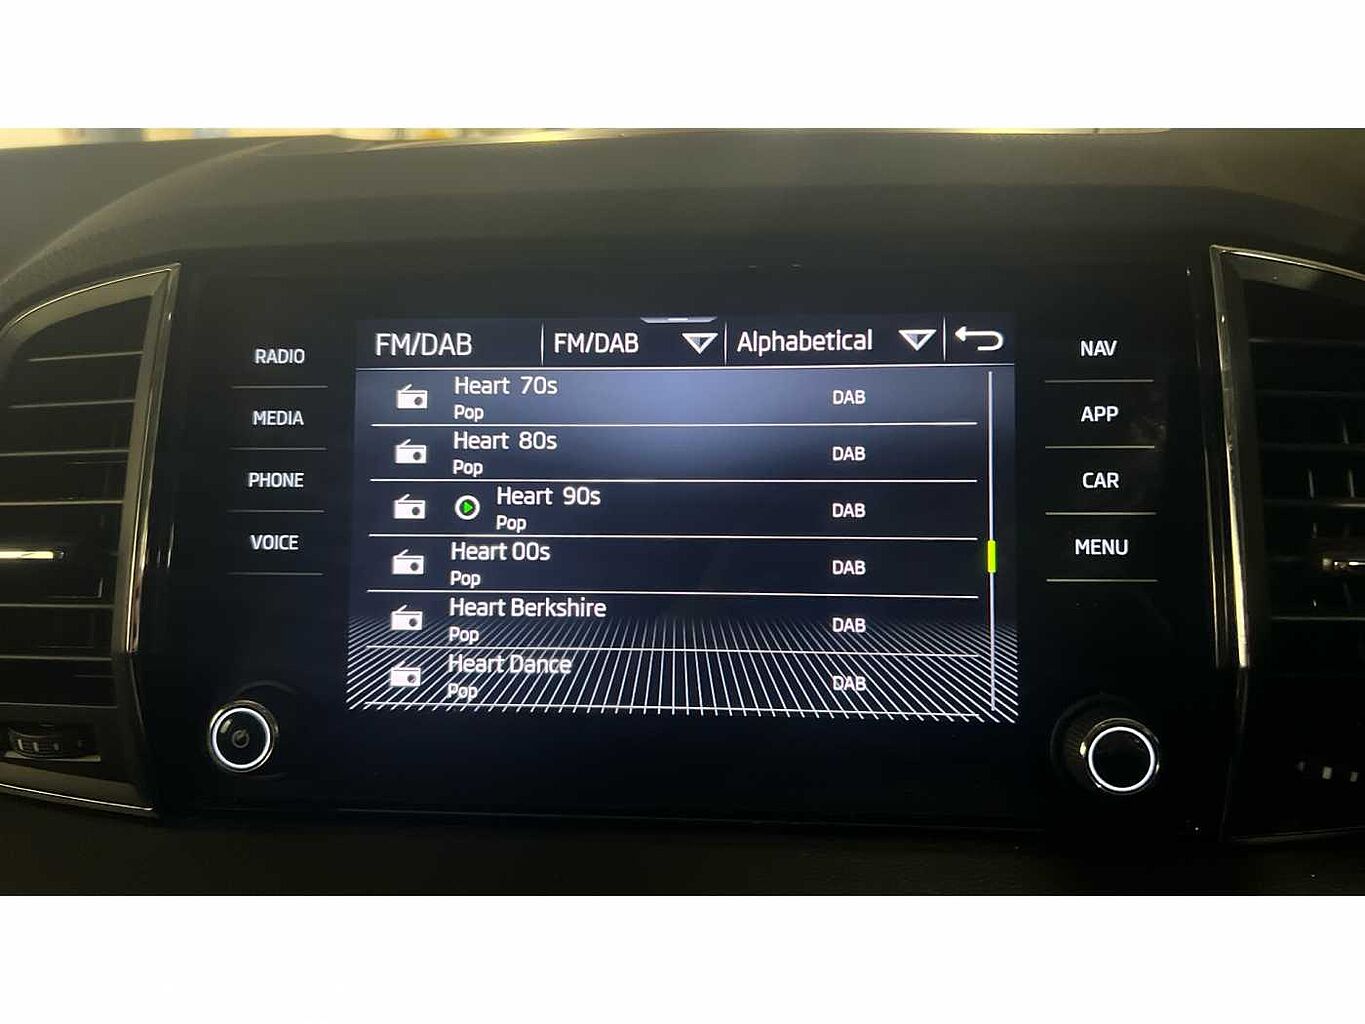 FM/DAB FM/DAB Alphabetical
RADIO
MEDIA
PHONE
VOICE
Heart 70s DAB
Pop
Heart 80s DAB
Pop
Heart 90s DAB
Pop
Heart 00s DAB
Pop
Heart Berkshire DAB
Pop
Heart Dance DAB
Pop
NAV
APP
CAR
MENU